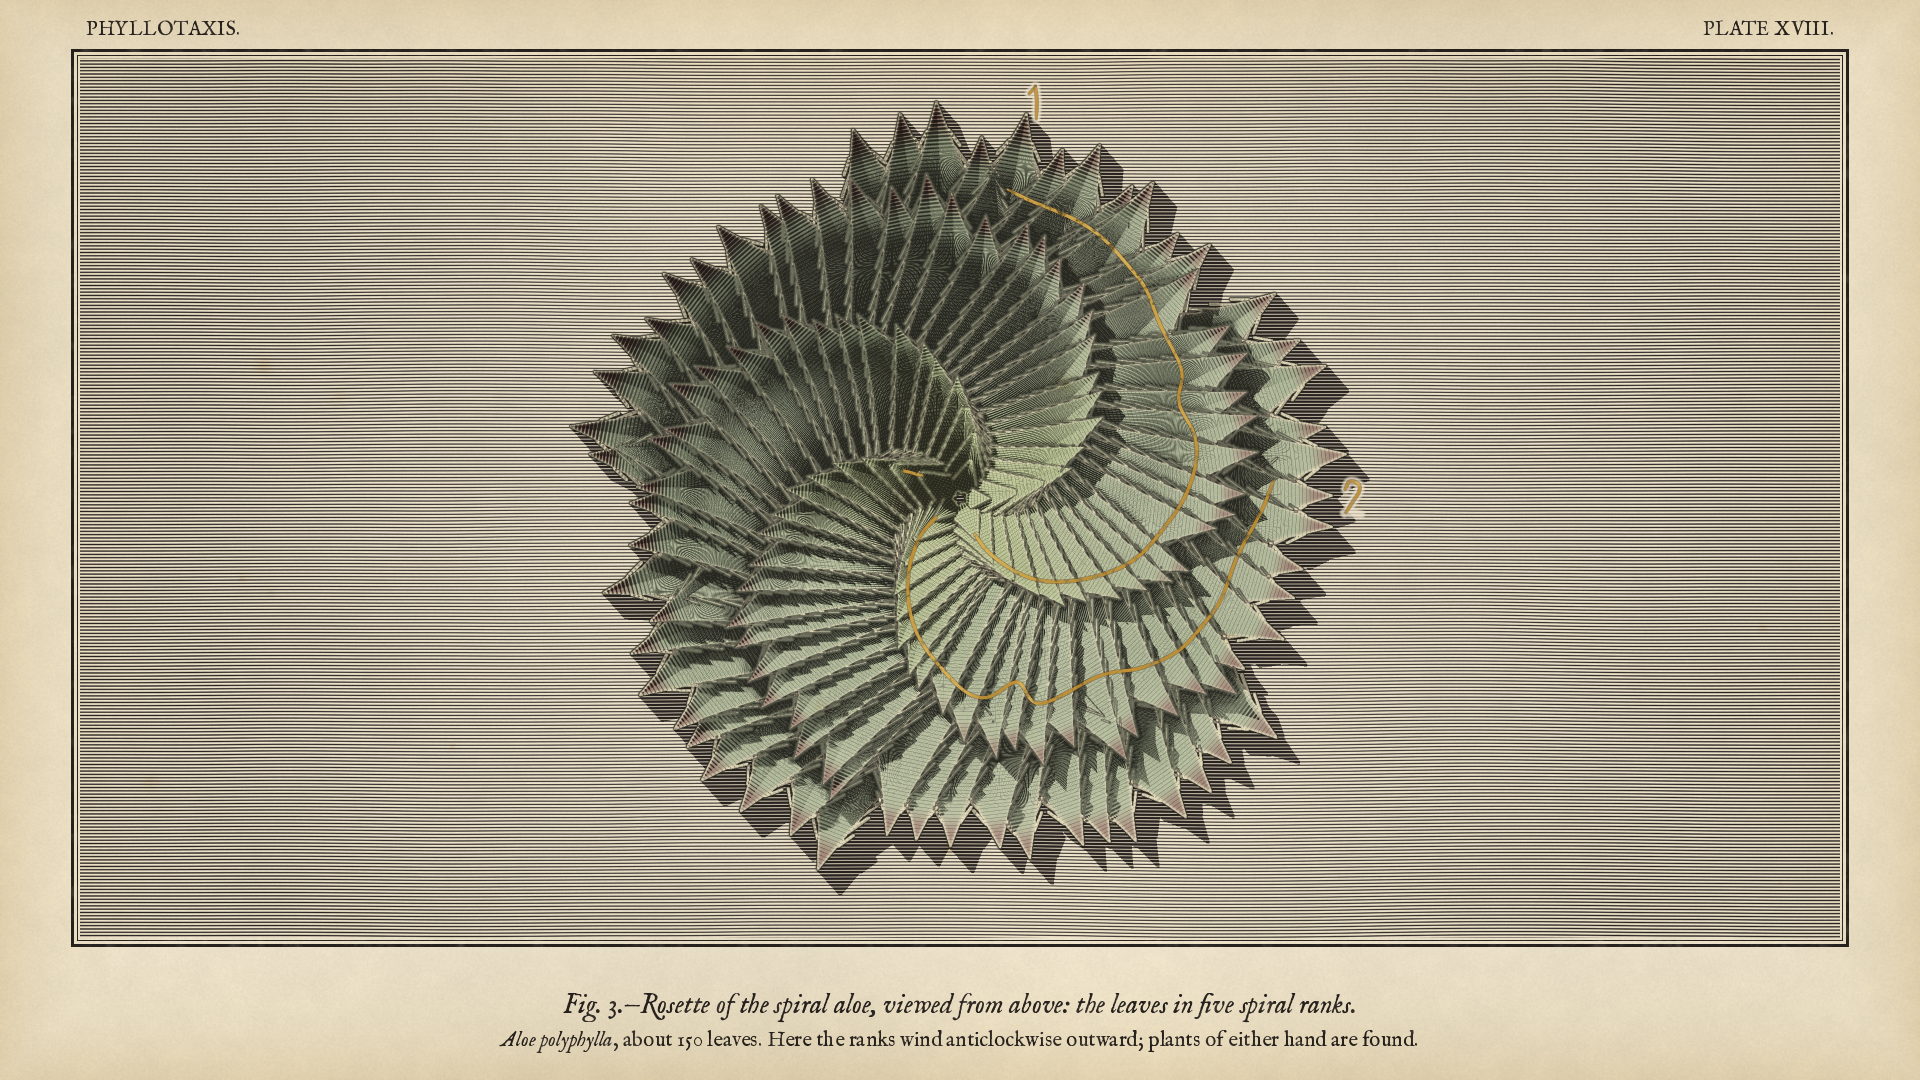 PHYLLOTAXIS.
PLATE XVIII.
1
2
Fig. 3.—Rosette of the spiral aloe, viewed from above: the leaves in five spiral ranks.
Aloe polyphylla, about 150 leaves. Here the ranks wind anticlockwise outward; plants of either hand are found.